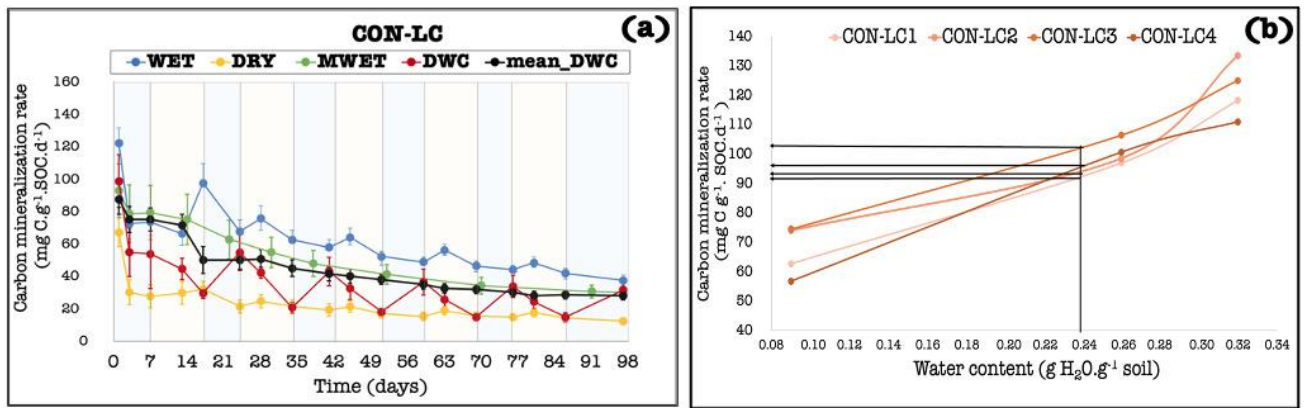 CON-LC
(a)
WET DRY MWET DWC mean_DWC
Carbon mineralization rate
(mg C.g⁻¹.SOC.d⁻¹)
160
140
120
100
80
60
40
20
0
0 7 14 21 28 35 42 49 56 63 70 77 84 91 98
Time (days)
(b)
CON-LC1 CON-LC2 CON-LC3 CON-LC4
Carbon mineralization rate
(mg C g⁻¹. SOC.d⁻¹)
140
130
120
110
100
90
80
70
60
50
40
0.08 0.10 0.12 0.14 0.16 0.18 0.20 0.22 0.24 0.26 0.28 0.30 0.32 0.34
Water content (g H₂O.g⁻¹ soil)